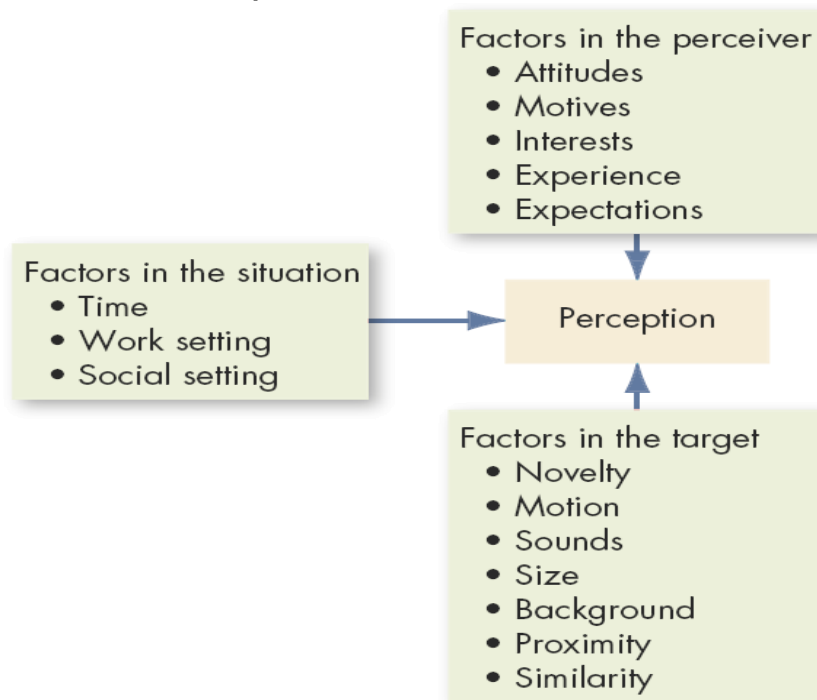 Factors in the perceiver
• Attitudes
• Motives
• Interests
• Experience
• Expectations
Factors in the situation
• Time
• Work setting
• Social setting
Perception
Factors in the target
• Novelty
• Motion
• Sounds
• Size
• Background
• Proximity
• Similarity